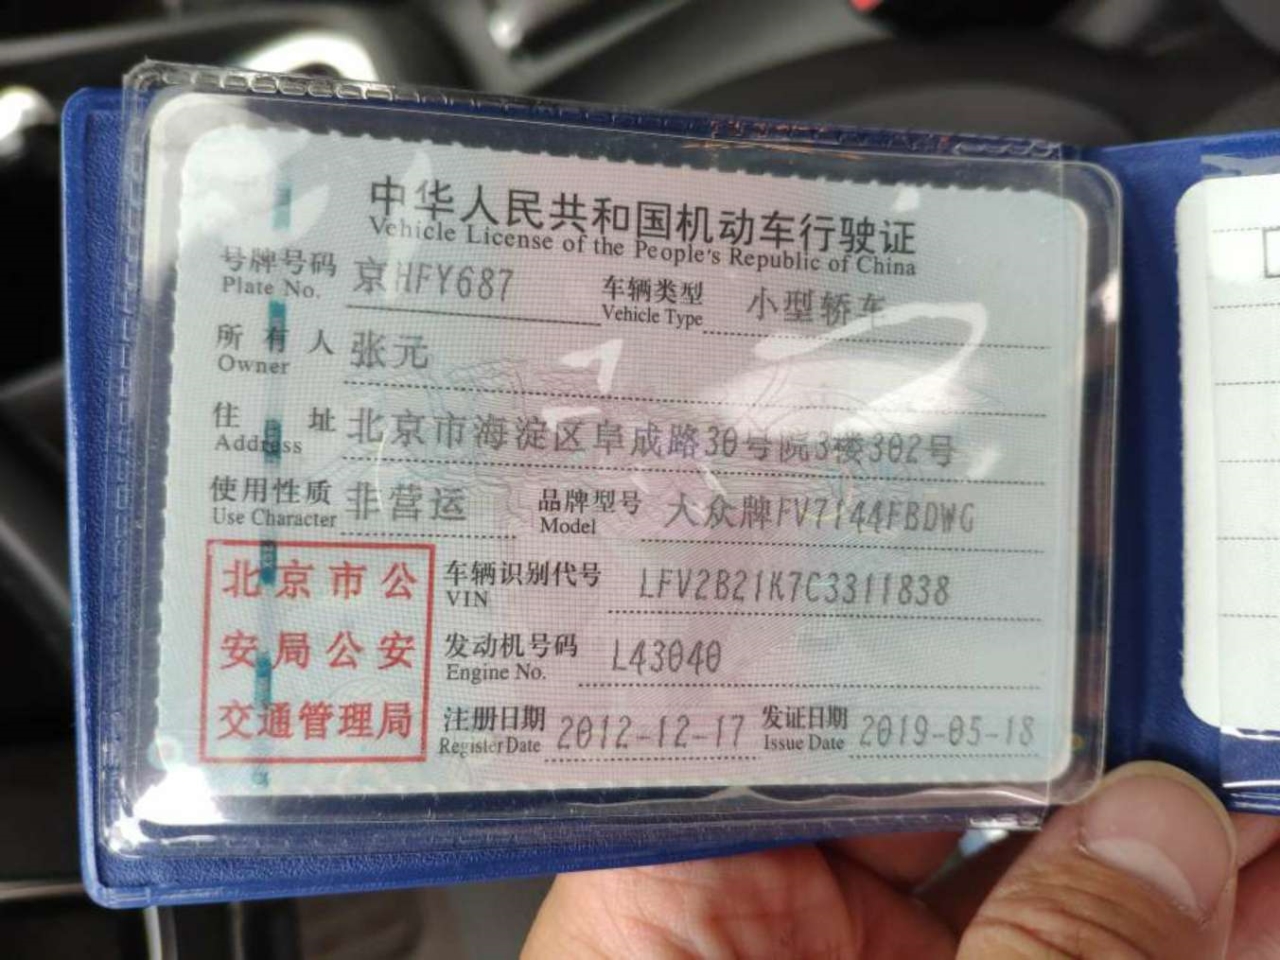 中华人民共和国机动车行驶证
Vehicle License of the People's Republic of China
号牌号码 京HFY687 车辆类型 小型轿车
Plate No. Vehicle Type
所有人 张元
Owner
住址 北京市海淀区阜成路30号院3楼302号
Address
使用性质 非营运 品牌型号 大众牌FV7144FBDWG
Use Character Model
北京市公
安局公安
交通管理局
车辆识别代号 LFV2B21K7C3311838
VIN
发动机号码 L43040
Engine No.
注册日期 2012-12-17 发证日期 2019-05-18
Register Date Issue Date